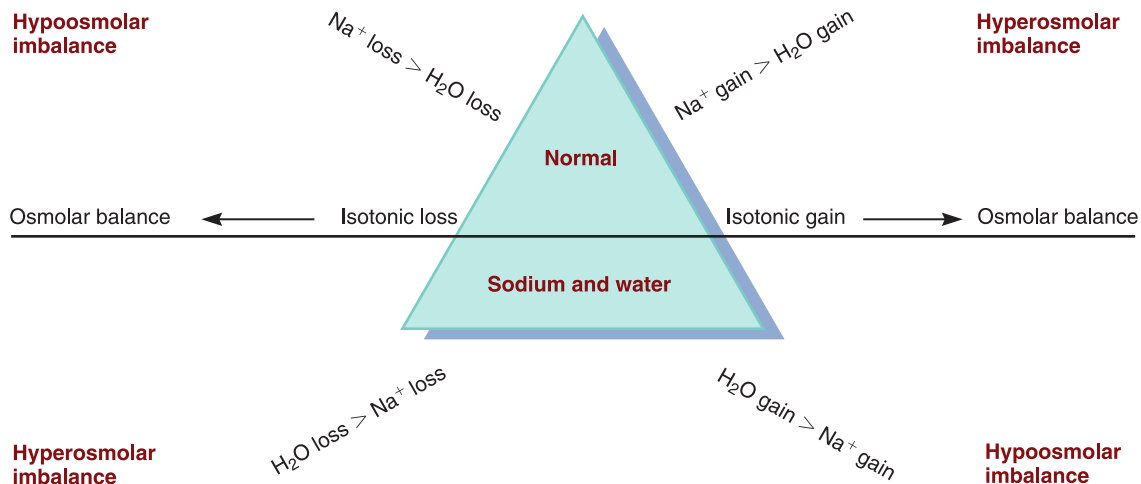 Hypoosmolar
imbalance
Na⁺ loss > H₂O loss
Na⁺ gain > H₂O gain
Hyperosmolar
imbalance
Normal
Osmolar balance
Isotonic loss
Isotonic gain
Osmolar balance
Sodium and water
H₂O loss > Na⁺ loss
H₂O gain > Na⁺ gain
Hyperosmolar
imbalance
Hypoosmolar
imbalance